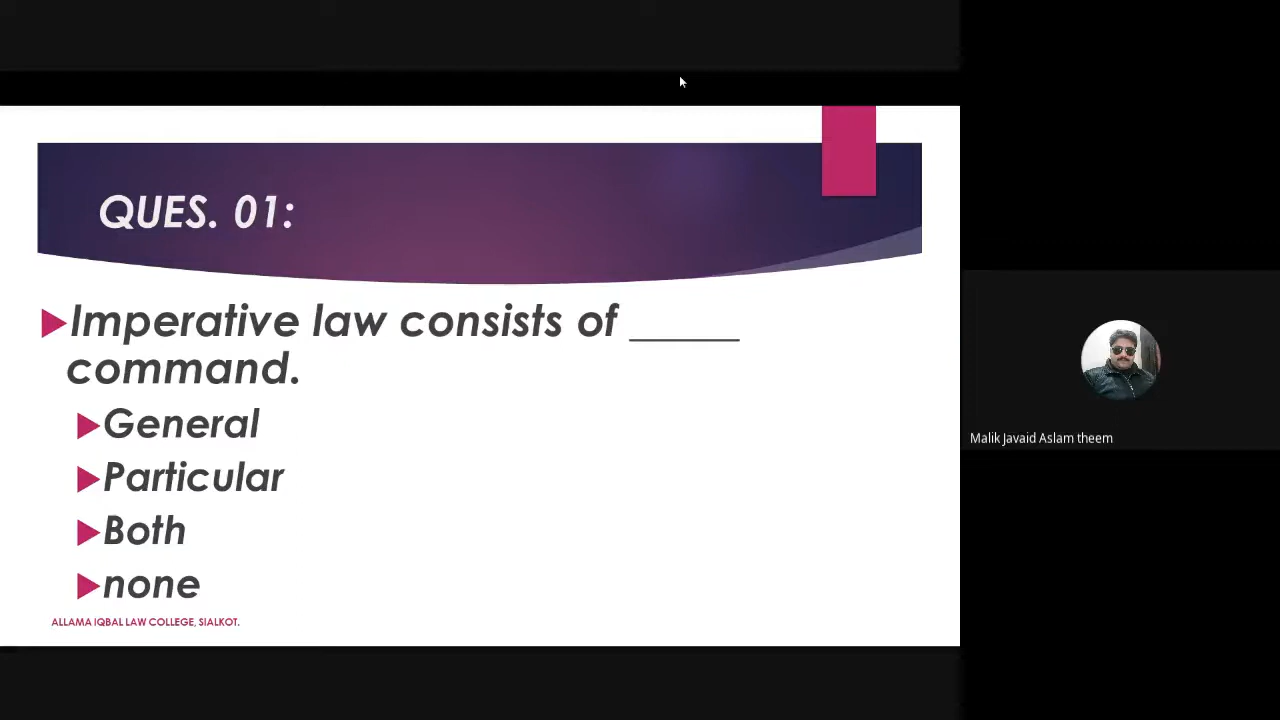 QUES. 01:
Imperative law consists of _____
command.
General
Particular
Both
none
ALLAMA IQBAL LAW COLLEGE, SIALKOT.
Malik Javaid Aslam theem